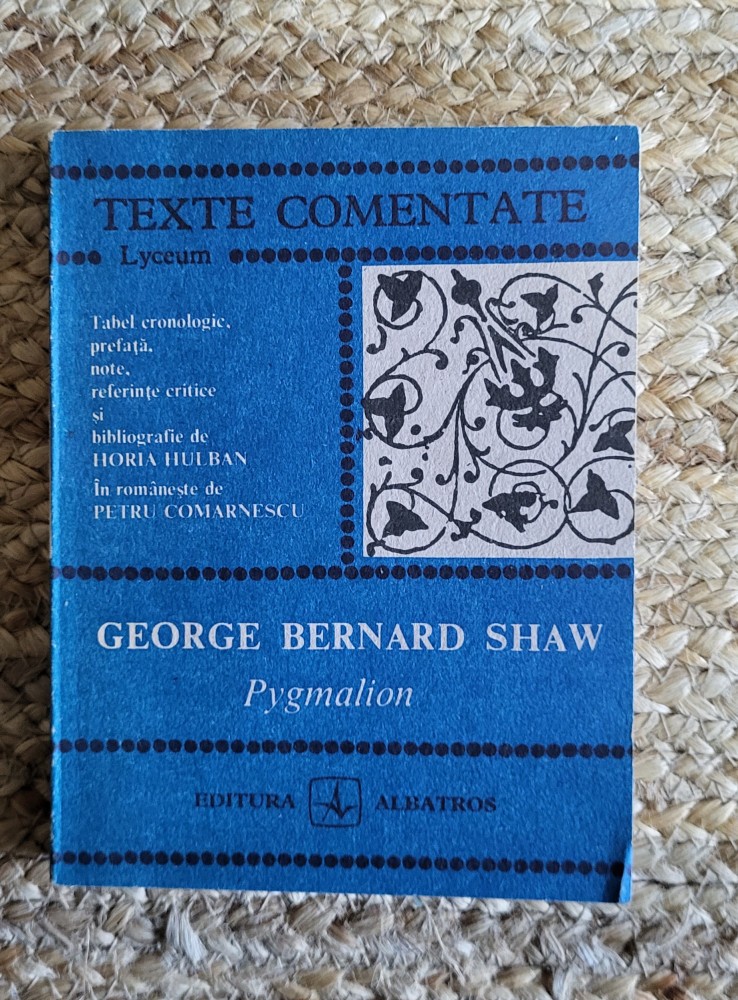 TEXTE COMENTATE
Lyceum
Tabel cronologic,
prefață,
note,
referințe critice
și
bibliografie de
HORIA HULBAN
În românește de
PETRU COMARNESCU
GEORGE BERNARD SHAW
Pygmalion
EDITURA ALBATROS